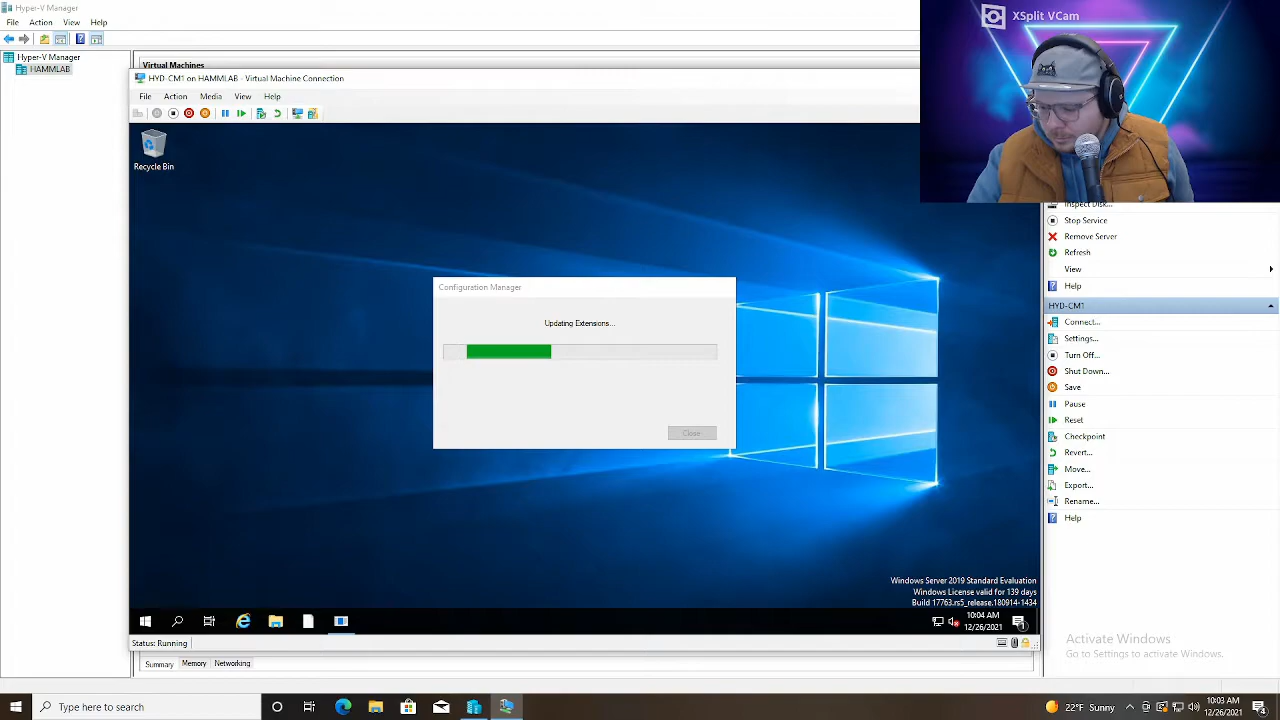 Hyper-V Manager
File Action View Help
Hyper-V Manager
HAMMLAB
Virtual Machines
HYD-CM1 on HAMMLAB - Virtual Machine Connection
File Action Media View Help
Recycle Bin
Configuration Manager
Updating Extensions...
Close
Windows Server 2019 Standard Evaluation
Windows License valid for 139 days
Build 17763.rs5_release.180914-1434
10:04 AM
12/26/2021
Status: Running
Summary Memory Networking
XSplit VCam
Inspect Disk...
Stop Service
Remove Server
Refresh
View
Help
HYD-CM1
Connect...
Settings...
Turn Off...
Shut Down...
Save
Pause
Reset
Checkpoint
Revert...
Move...
Export...
Rename...
Help
Activate Windows
Go to Settings to activate Windows.
Type here to search
22°F Sunny
10:03 AM
12/26/2021